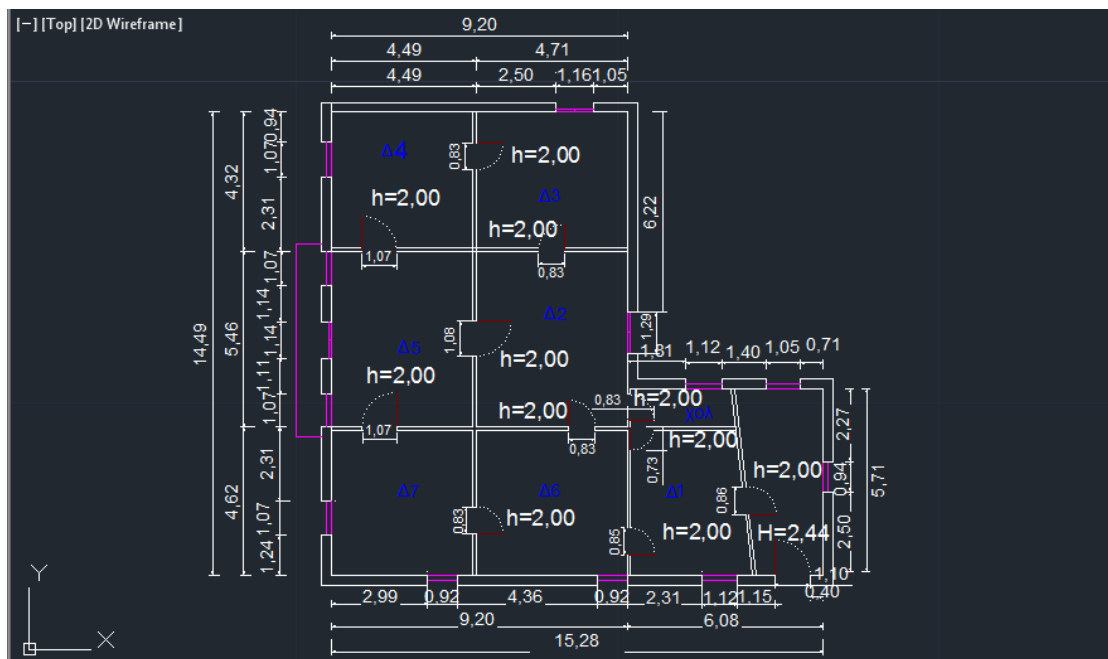 [−] [Top] [2D Wireframe]
9,20
4,49 4,71
4,49 2,50 1,16 1,05
0,94
1,07
2,31
4,32
1,07
1,14
1,14
1,11
1,07
5,46
14,49
2,31
1,07
1,24
4,62
Δ4
0,83
h=2,00
h=2,00
Δ3
h=2,00
6,22
1,07
0,83
Δ2
1,08
1,29
Δ5
h=2,00
h=2,00
1,81 1,12 1,40 1,05 0,71
h=2,00
0,83
h=2,00
χολ
h=2,00
2,27
1,07
0,83
0,73
h=2,00
0,94
5,71
Δ7
Δ6
Δ1
0,86
0,83
h=2,00
0,85
h=2,00
H=2,44
2,50
1,10
0,40
2,99 0,92 4,36 0,92 2,31 1,12 1,15
9,20 6,08
15,28
Y
X